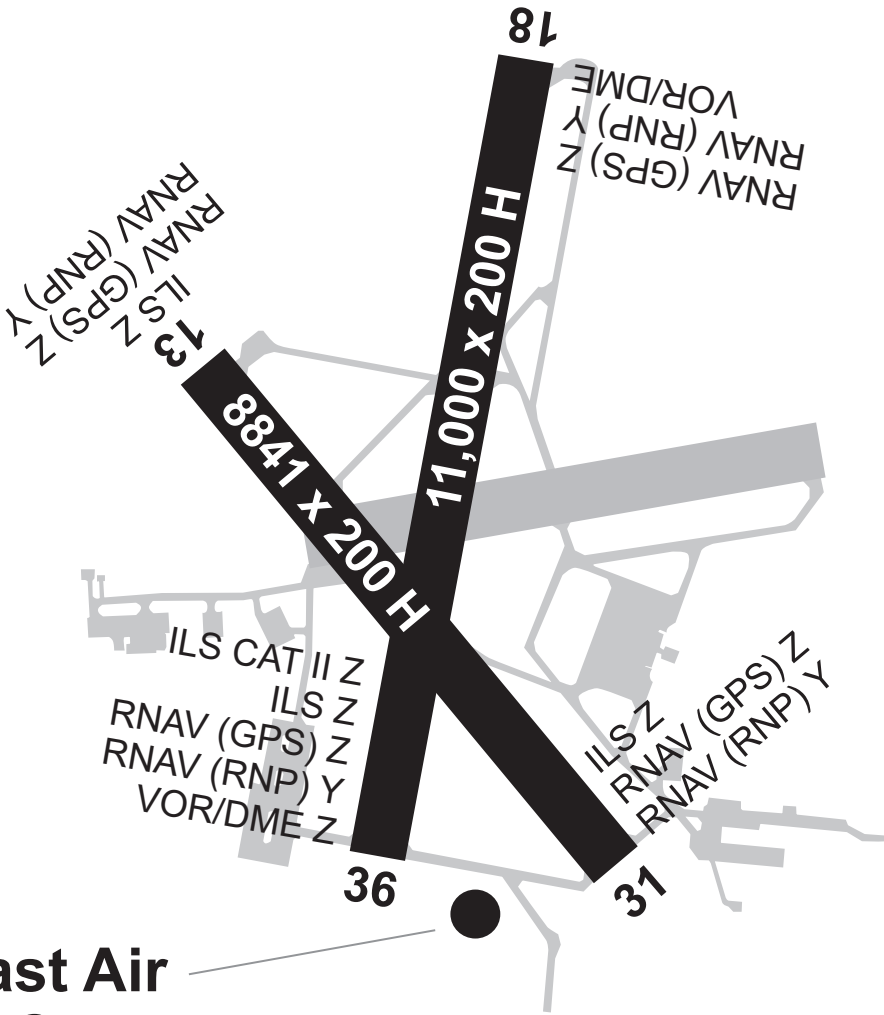 18
VOR/DME
RNAV (RNP) Y
RNAV (GPS) Z
RNAV (RNP) Y
RNAV (GPS) Z
ILS Z
13
11,000 x 200 H
8841 x 200 H
ILS CAT II Z
ILS Z
RNAV (GPS) Z
RNAV (RNP) Y
VOR/DME Z
ILS Z
RNAV (GPS) Z
RNAV (RNP) Y
36
31
ast Air